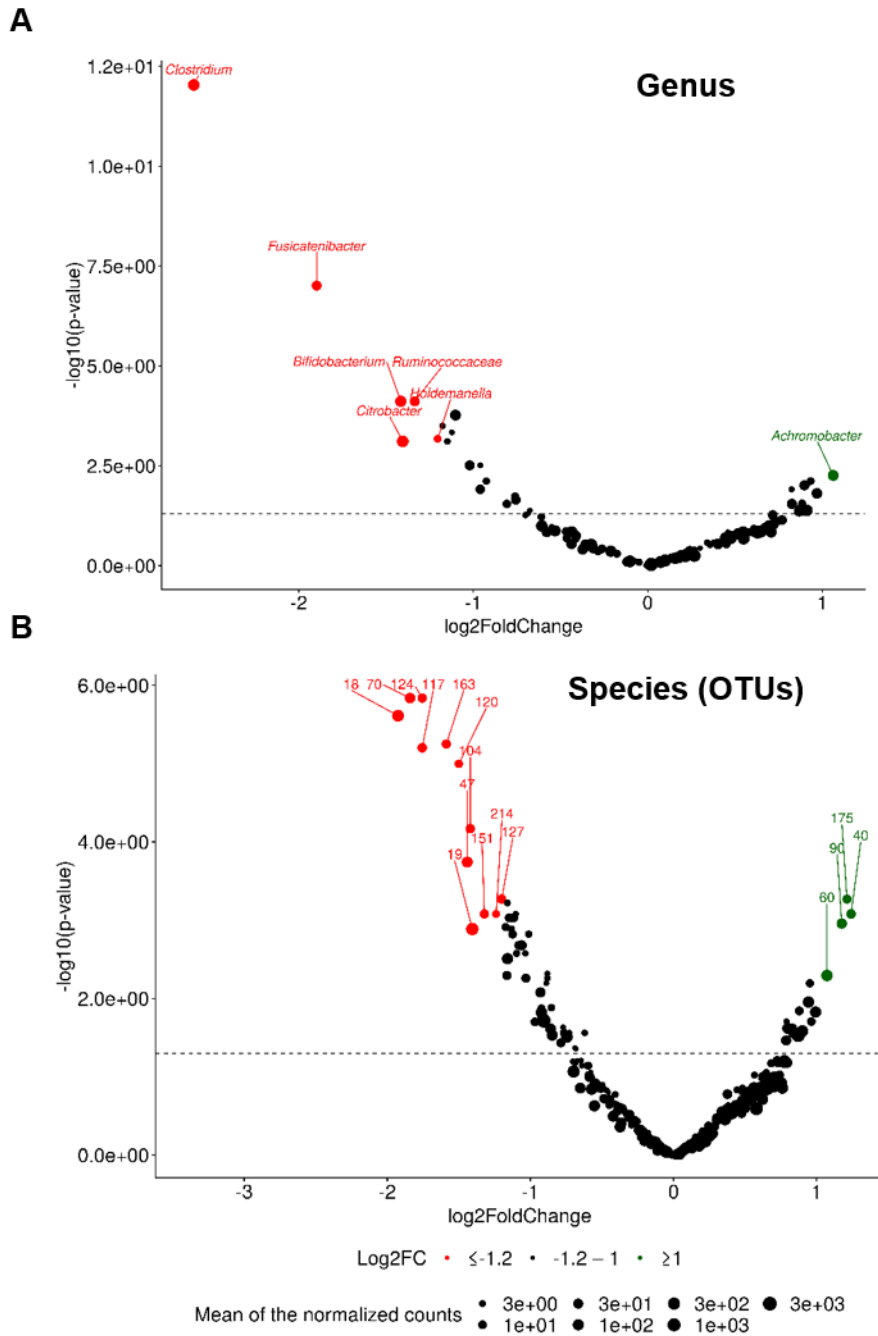 A
Genus
1.2e+01
1.0e+01
7.5e+00
5.0e+00
2.5e+00
0.0e+00
-log10(p-value)
Clostridium
Fusicatenibacter
Bifidobacterium
Ruminococcaceae
Holdemanella
Citrobacter
Achromobacter
-2
-1
0
1
log2FoldChange
B
Species (OTUs)
6.0e+00
4.0e+00
2.0e+00
0.0e+00
-log10(p-value)
18
70
124
117
163
120
104
47
214
127
151
19
175
40
90
60
-3
-2
-1
0
1
log2FoldChange
Log2FC ≤-1.2 -1.2 – 1 ≥1
Mean of the normalized counts
3e+00 3e+01 3e+02 3e+03
1e+01 1e+02 1e+03